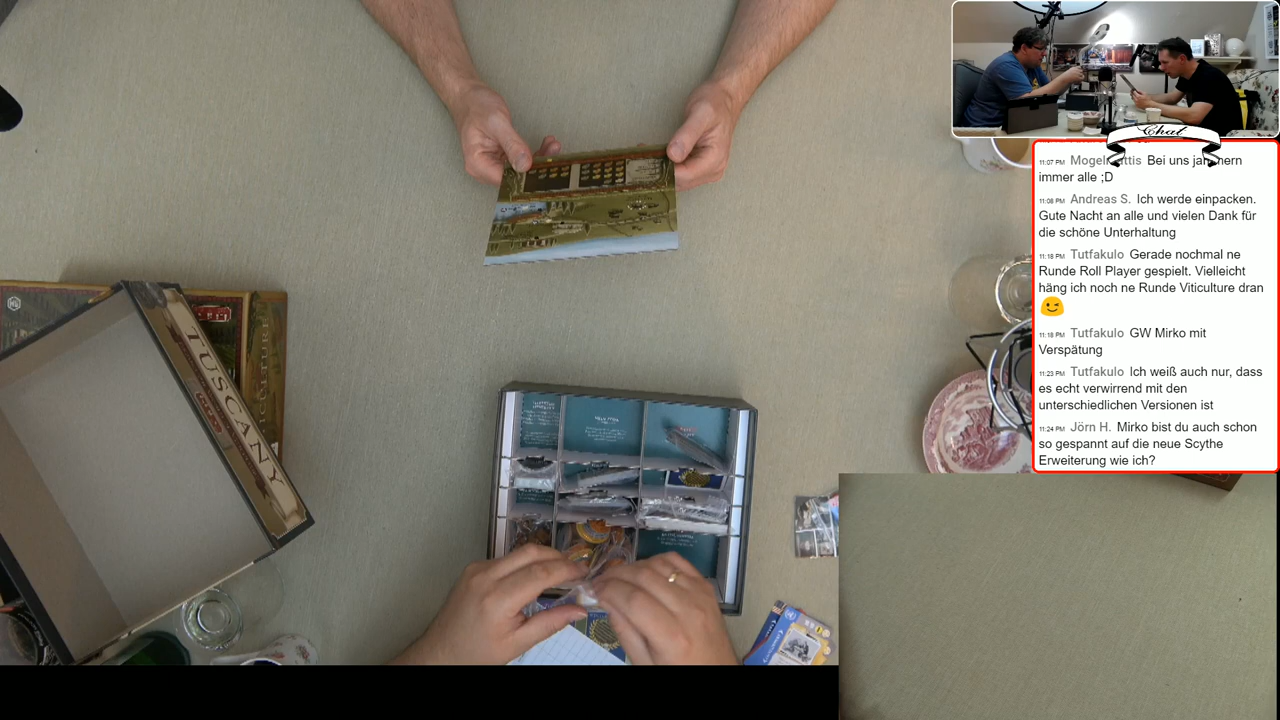 Chat
11:07 PM Bei uns
immer alle ;D
11:08 PM Andreas S. Ich werde einpacken.
Gute Nacht an alle und vielen Dank für
die schöne Unterhaltung
11:18 PM Tutfakulo Gerade nochmal ne
Runde Roll Player gespielt. Vielleicht
häng ich noch ne Runde Viticulture dran
😉
11:18 PM Tutfakulo GW Mirko mit
Verspätung
11:23 PM Tutfakulo Ich weiß auch nur, dass
es echt verwirrend mit den
unterschiedlichen Versionen ist
11:24 PM Jörn H. Mirko bist du auch schon
so gespannt auf die neue Scythe
Erweiterung wie ich?
TUSCANY